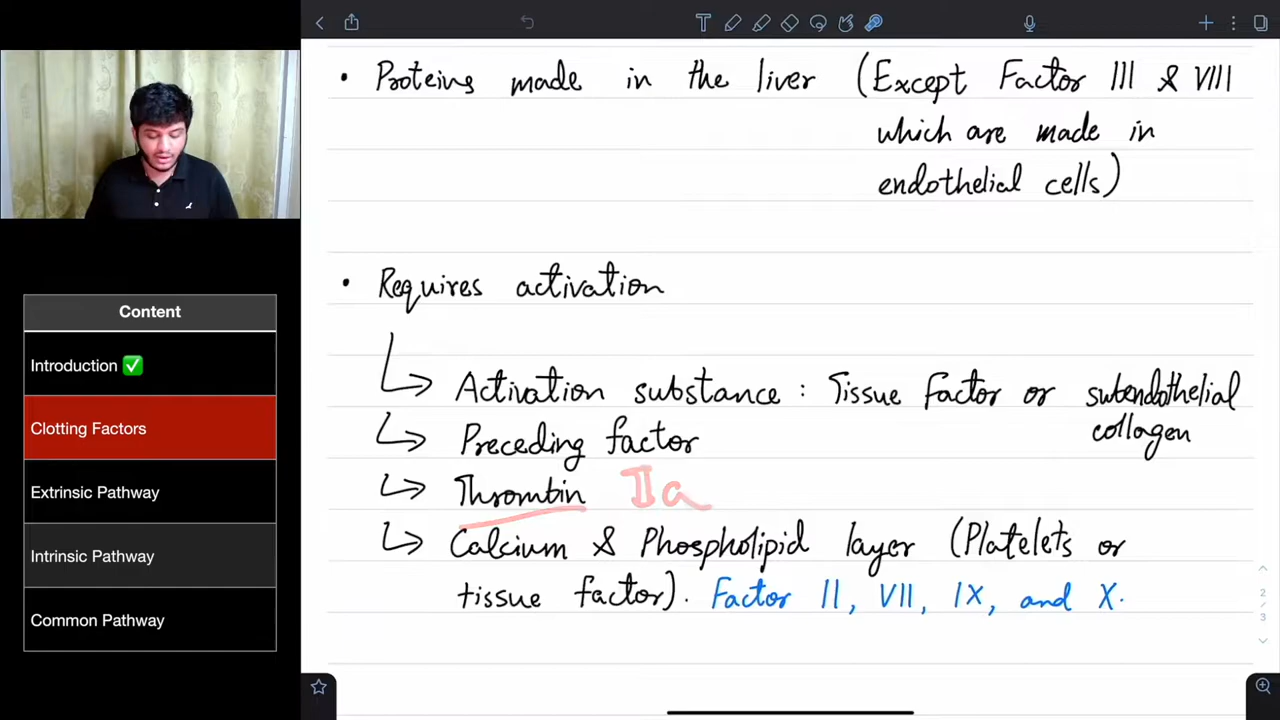 Content
Introduction ✅
Clotting Factors
Extrinsic Pathway
Intrinsic Pathway
Common Pathway
• Proteins made in the liver (Except Factor III & VIII
which are made in
endothelial cells)
• Requires activation
↳ Activation substance : Tissue Factor or subendothelial
collagen
↳ Preceding factor
↳ Thrombin IIa
↳ Calcium & Phospholipid layer (Platelets or
tissue factor). Factor II, VII, IX, and X.
2
/
3